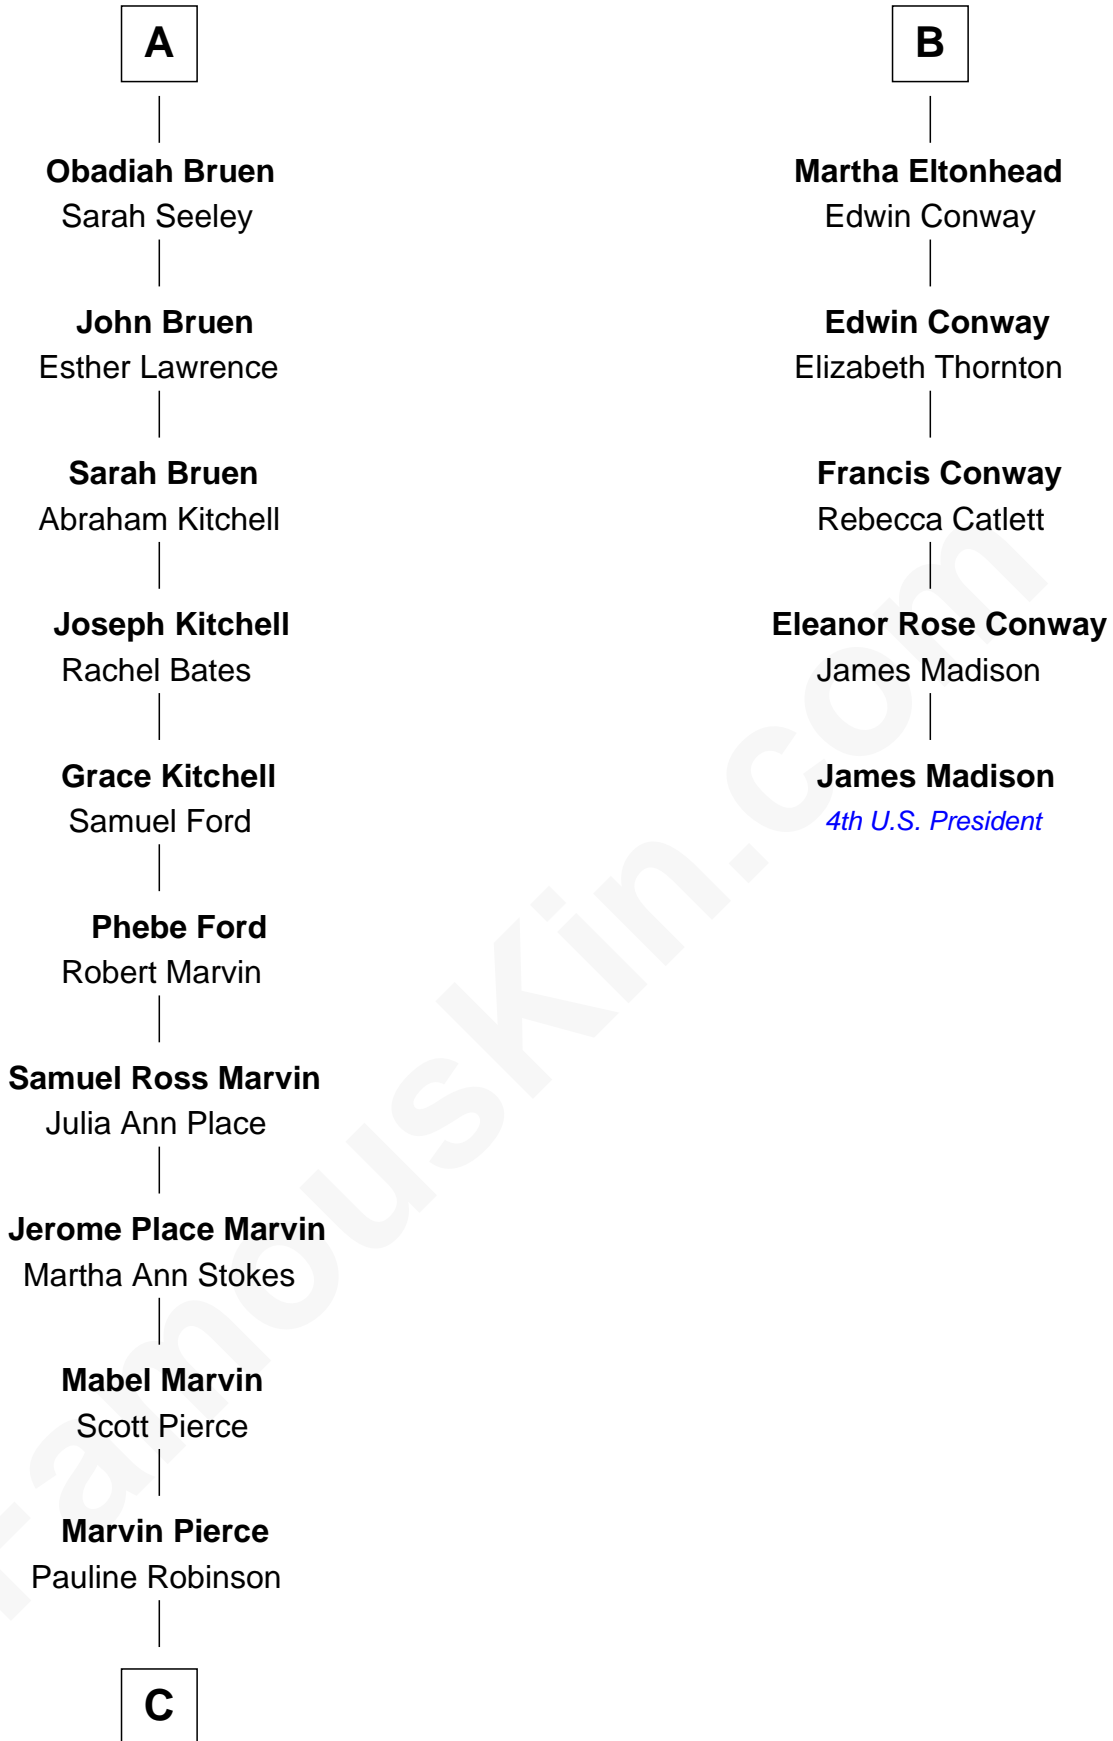 A
Obadiah Bruen
Sarah Seeley
John Bruen
Esther Lawrence
Sarah Bruen
Abraham Kitchell
Joseph Kitchell
Rachel Bates
Grace Kitchell
Samuel Ford
Phebe Ford
Robert Marvin
Samuel Ross Marvin
Julia Ann Place
Jerome Place Marvin
Martha Ann Stokes
Mabel Marvin
Scott Pierce
Marvin Pierce
Pauline Robinson
C
B
Martha Eltonhead
Edwin Conway
Edwin Conway
Elizabeth Thornton
Francis Conway
Rebecca Catlett
Eleanor Rose Conway
James Madison
James Madison
4th U.S. President
FamousKin.com